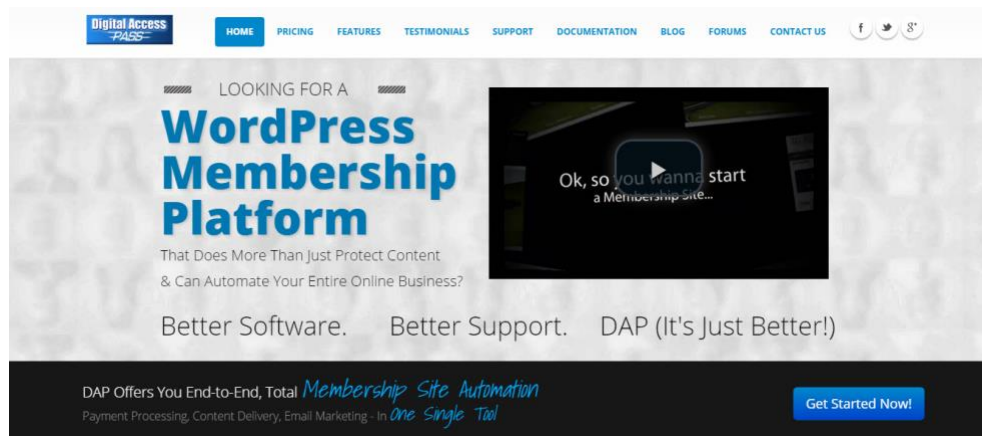 Digital Access
PASS
HOME PRICING FEATURES TESTIMONIALS SUPPORT DOCUMENTATION BLOG FORUMS CONTACT US
LOOKING FOR A
WordPress
Membership
Platform
That Does More Than Just Protect Content
& Can Automate Your Entire Online Business?
Ok, so you wanna start
a Membership Site...
Better Software. Better Support. DAP (It's Just Better!)
DAP Offers You End-to-End, Total Membership Site Automation
Payment Processing, Content Delivery, Email Marketing - In One Single Tool
Get Started Now!